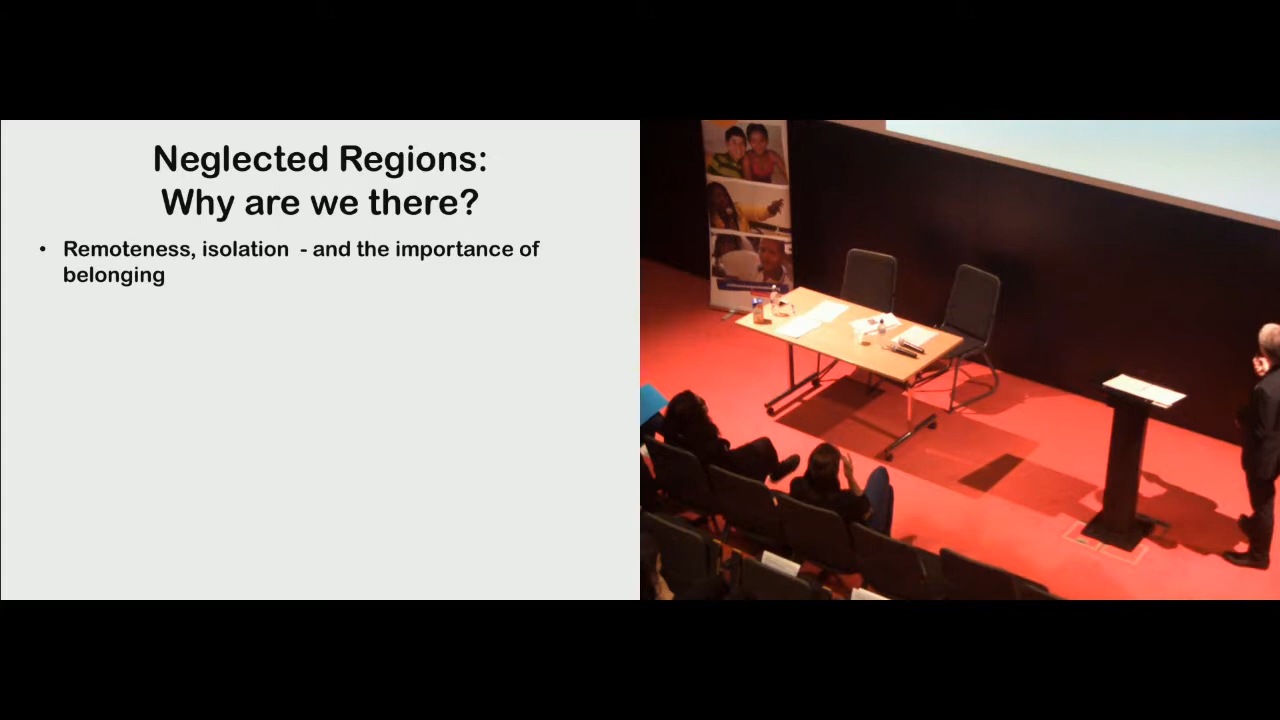 Neglected Regions:
Why are we there?
• Remoteness, isolation  - and the importance of
belonging